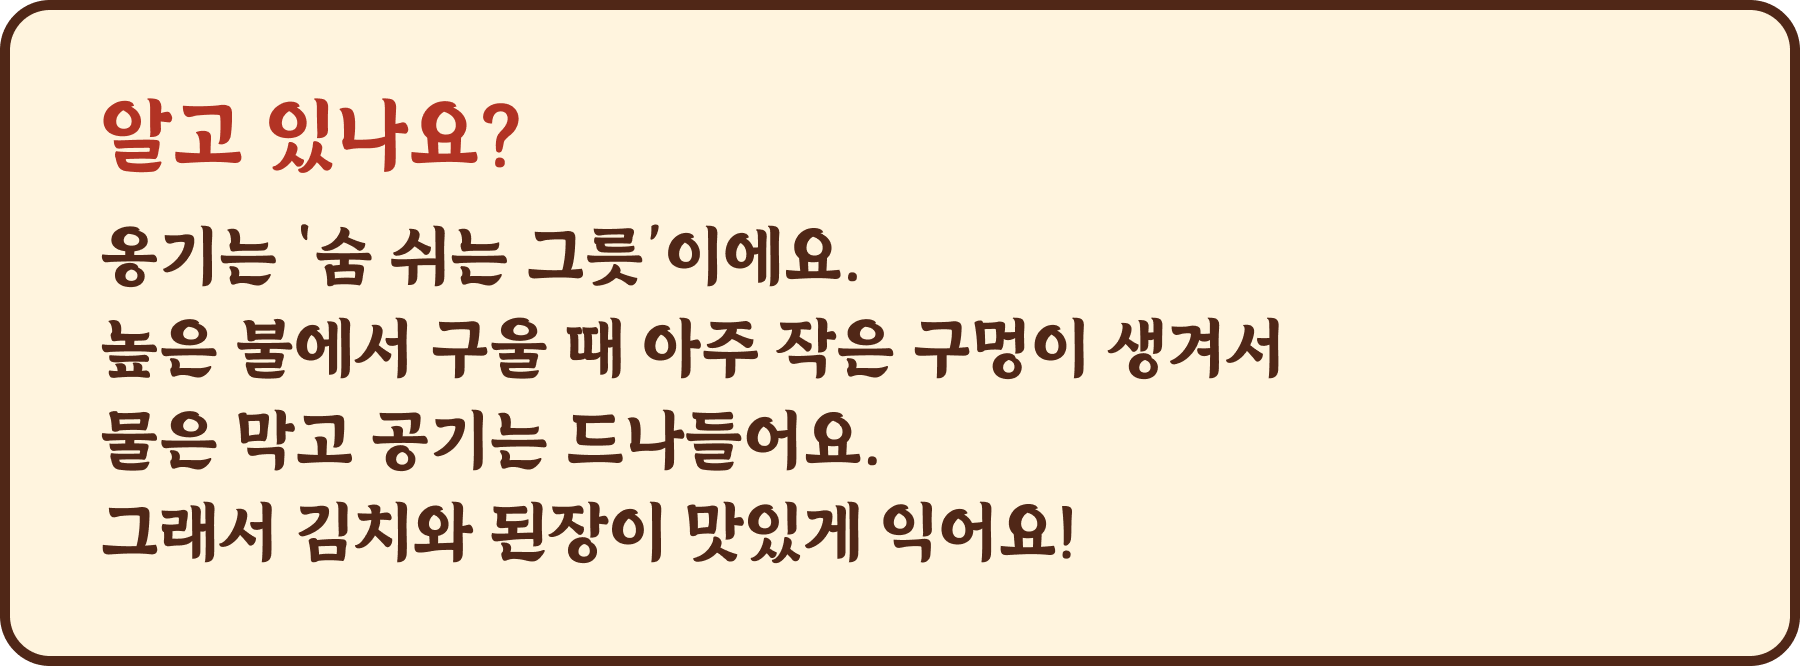 알고 있나요?
옹기는 ‘숨 쉬는 그릇’이에요.
높은 불에서 구울 때 아주 작은 구멍이 생겨서
물은 막고 공기는 드나들어요.
그래서 김치와 된장이 맛있게 익어요!